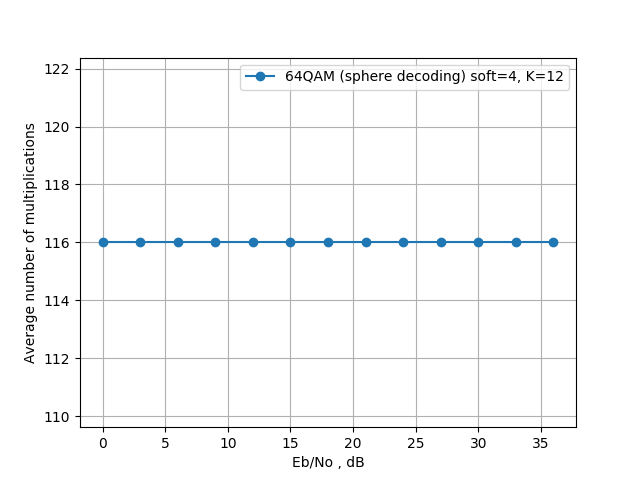 64QAM (sphere decoding) soft=4, K=12
Average number of multiplications
122
120
118
116
114
112
110
0 5 10 15 20 25 30 35
Eb/No , dB